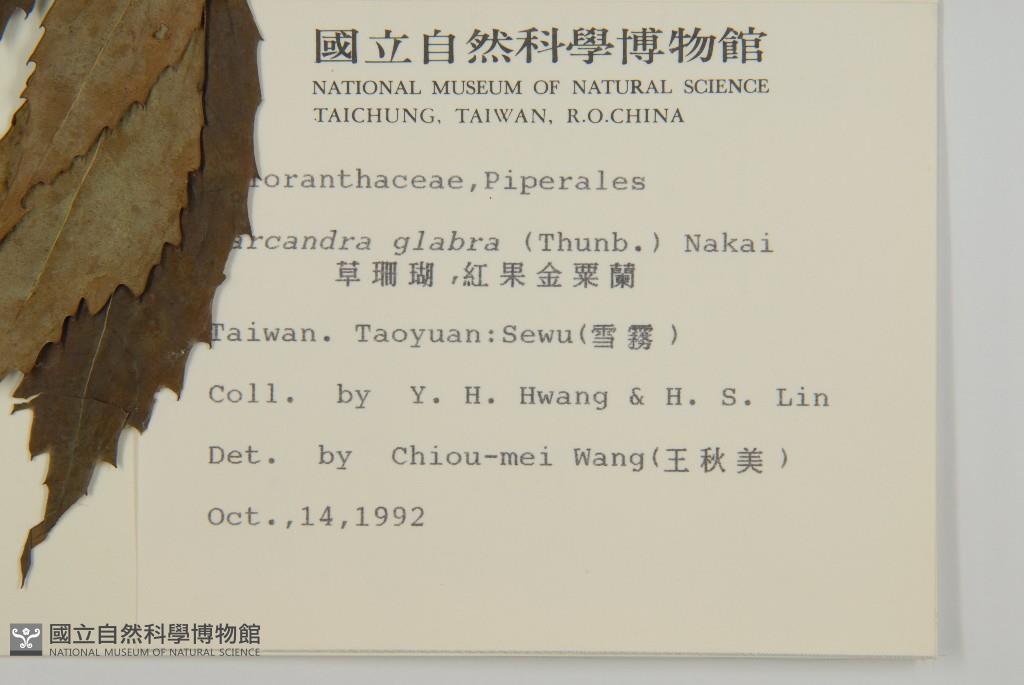 國立自然科學博物館
NATIONAL MUSEUM OF NATURAL SCIENCE
TAICHUNG, TAIWAN, R.O.CHINA
oranthaceae,Piperales
arcandra glabra (Thunb.) Nakai
草珊瑚,紅果金粟蘭
Taiwan. Taoyuan:Sewu(雪霧)
Coll. by Y. H. Hwang & H. S. Lin
Det. by Chiou-mei Wang(王秋美)
Oct.,14,1992
國立自然科學博物館
NATIONAL MUSEUM OF NATURAL SCIENCE